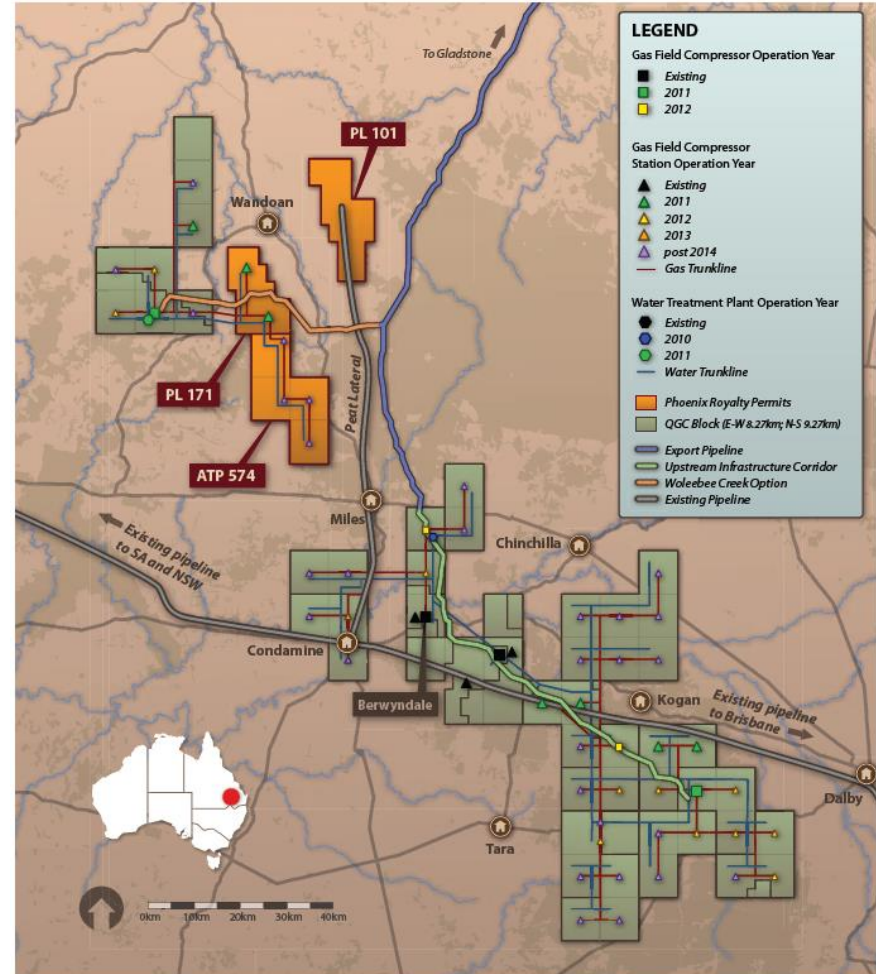 To Gladstone
PL 101
Wandoan
PL 171
ATP 574
Peat Lateral
Miles
Existing pipeline
to SA and NSW
Chinchilla
Condamine
Berwyndale
Kogan
Existing pipeline
to Brisbane
Dalby
Tara
0km
10km
20km
30km
40km
LEGEND
Gas Field Compressor Operation Year
Existing
2011
2012
Gas Field Compressor
Station Operation Year
Existing
2011
2012
2013
post 2014
Gas Trunkline
Water Treatment Plant Operation Year
Existing
2010
2011
Water Trunkline
Phoenix Royalty Permits
QGC Block (E-W 8.27km; N-S 9.27km)
Export Pipeline
Upstream Infrastructure Corridor
Woleebee Creek Option
Existing Pipeline